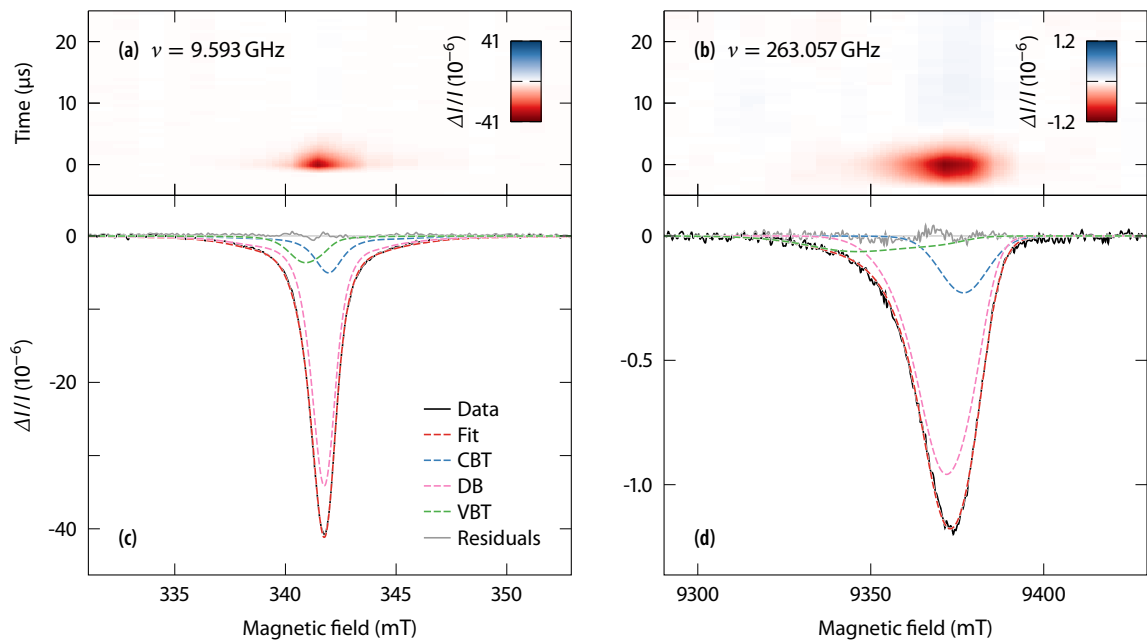 (a) ν = 9.593 GHz
ΔI/I (10⁻⁶)
41
-41
(b) ν = 263.057 GHz
ΔI/I (10⁻⁶)
1.2
-1.2
Time (μs)
20
10
0
20
10
0
ΔI/I (10⁻⁶)
0
-20
-40
Data
Fit
CBT
DB
VBT
Residuals
(c)
335
340
345
350
Magnetic field (mT)
0
-0.5
-1.0
(d)
9300
9350
9400
Magnetic field (mT)